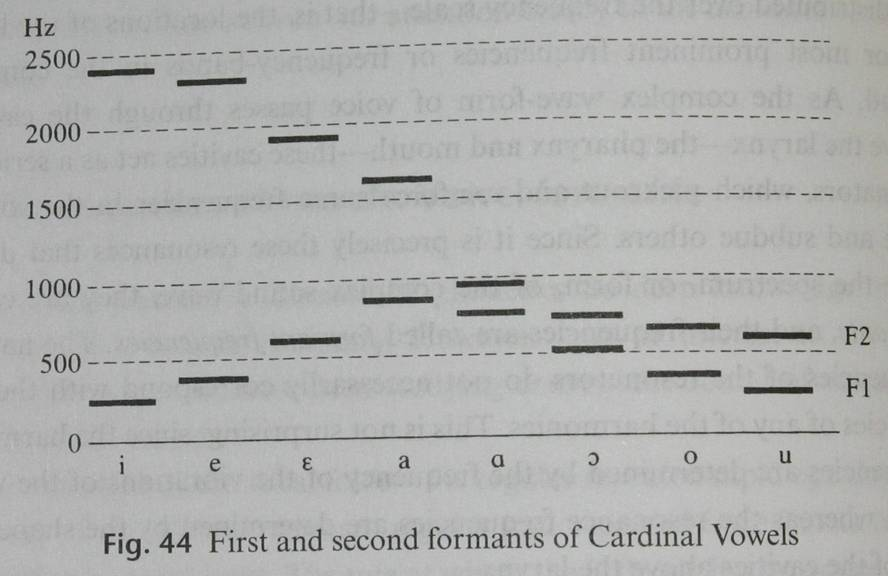 Hz
2500
2000
1500
1000
500
0
F2
F1
i e ɛ a ɑ ɔ o u
Fig. 44 First and second formants of Cardinal Vowels